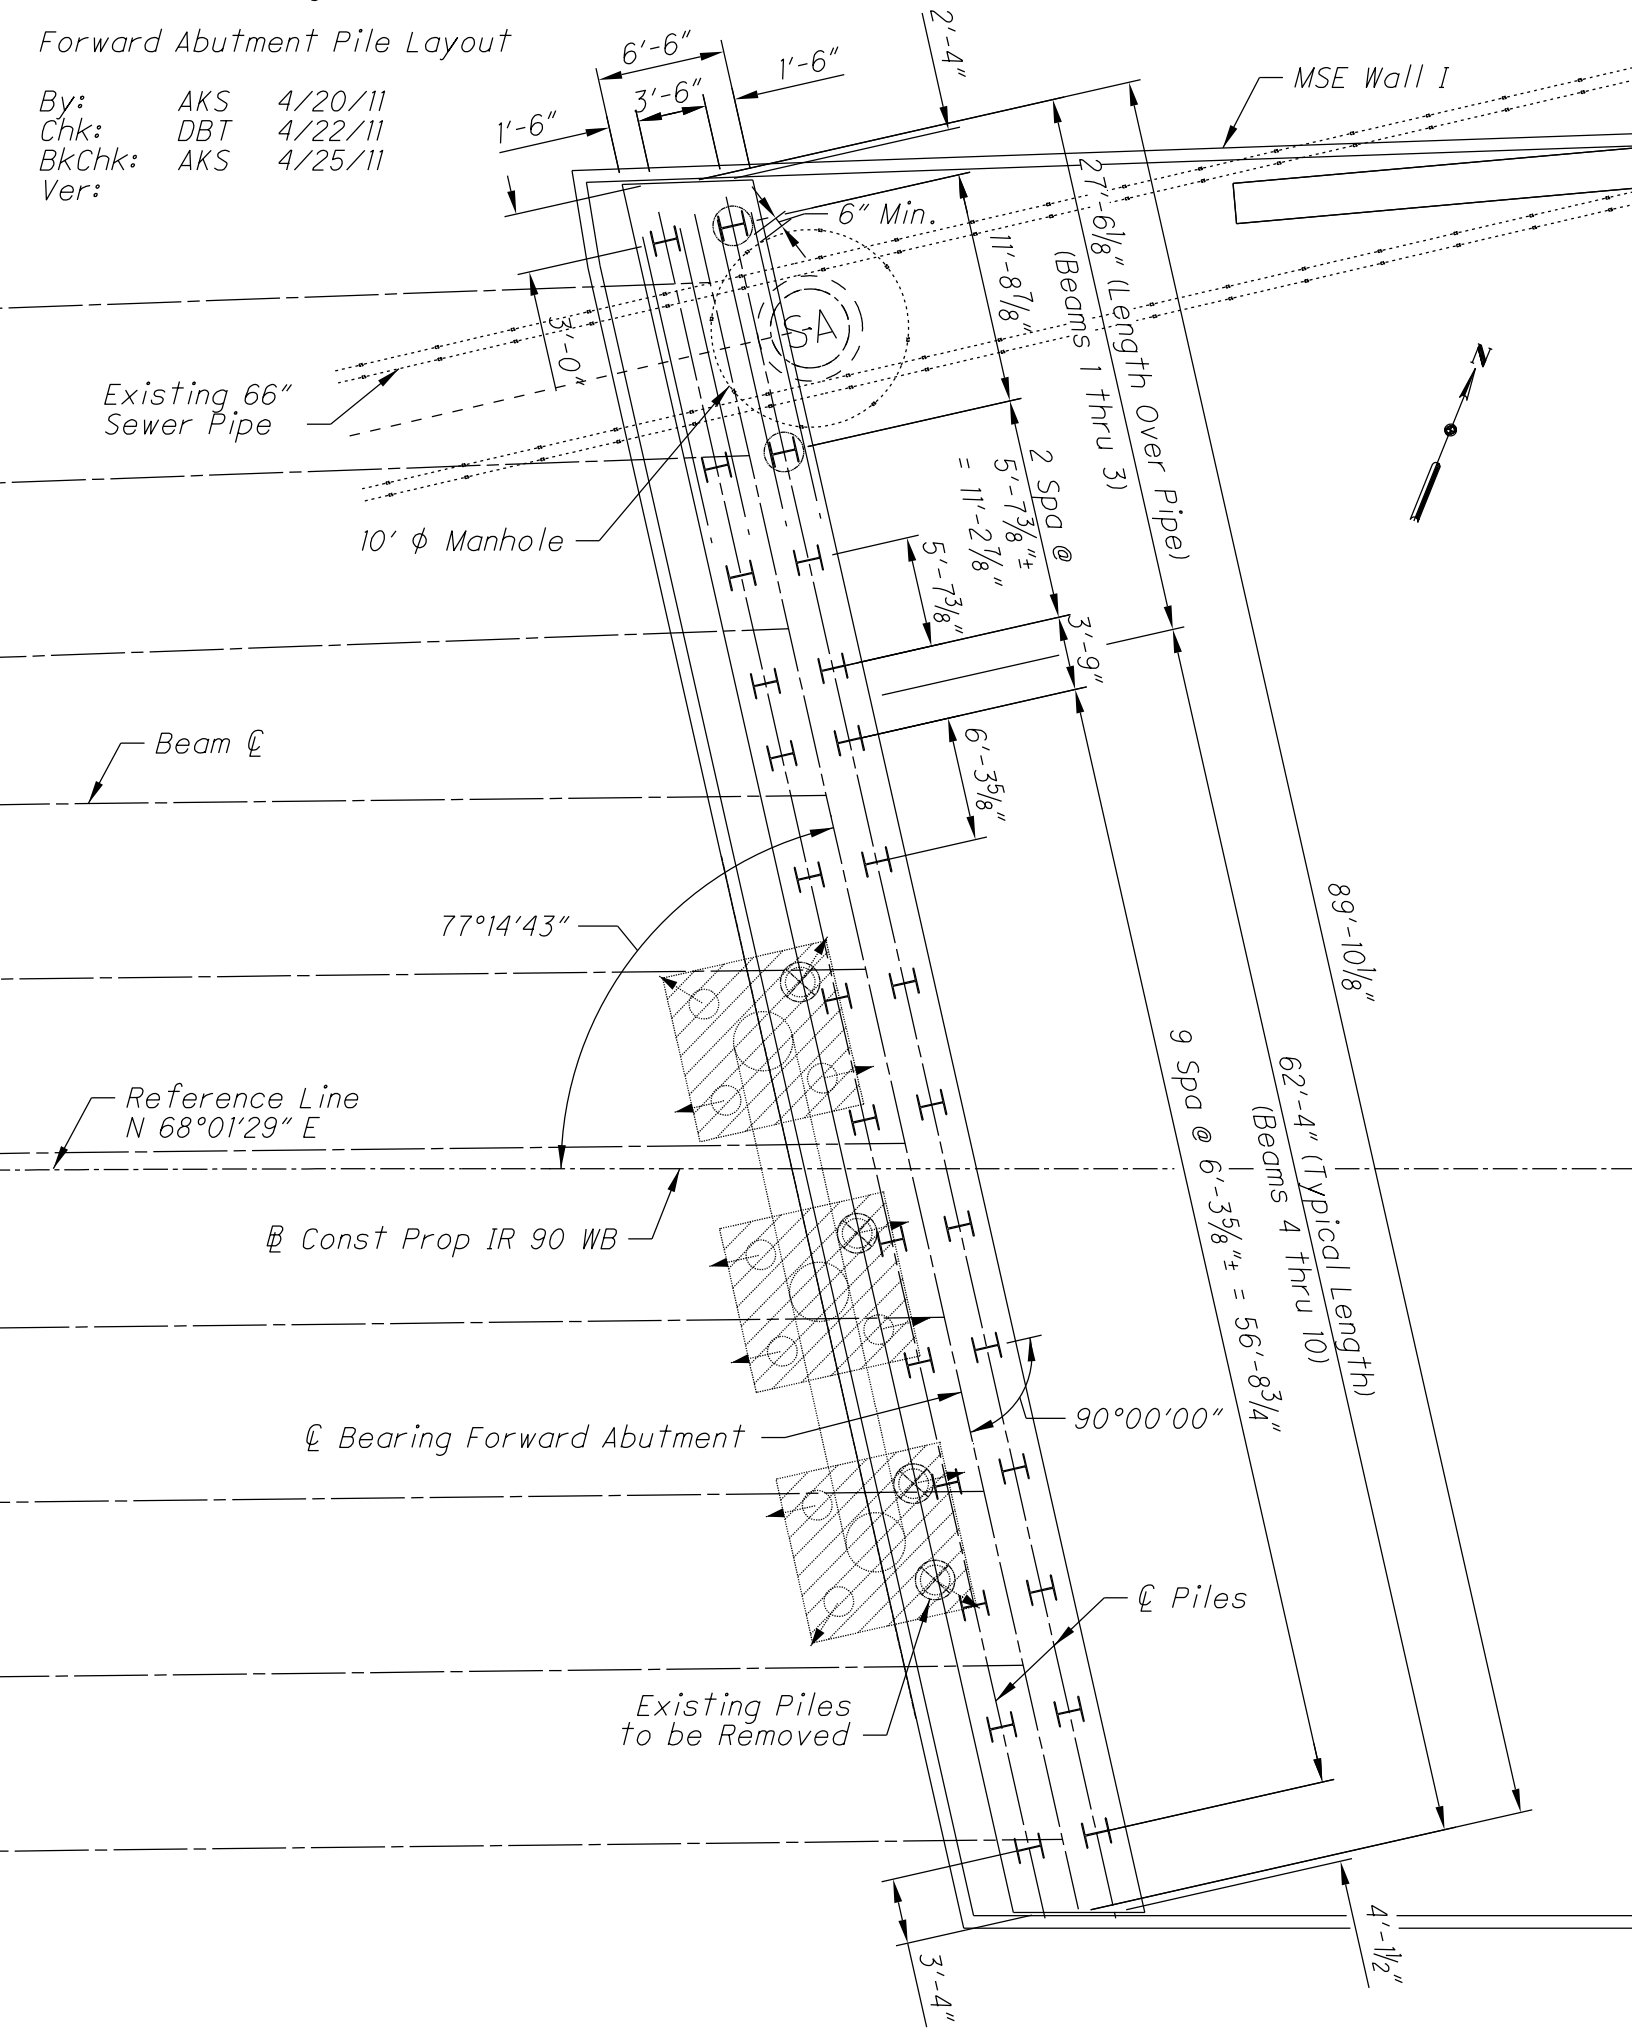 Forward Abutment Pile Layout
By: AKS 4/20/11
Chk: DBT 4/22/11
BkChk: AKS 4/25/11
Ver:
6'-6"
3'-6"
1'-6"
1'-6"
2'-4"
MSE Wall I
6" Min.
3'-0"
11'-8⅞"
27'-6⅛" (Length Over Pipe)
(Beams 1 thru 3)
SA
N
Existing 66"
Sewer Pipe
10' ϕ Manhole
2 Spa @
5'-7⅜"±
= 11'-2⅞"
5'-7⅜"
3'-9"
6'-3⅝"
Beam ℄
77°14'43"
89'-10⅛"
9 Spa @ 6'-3⅝"± = 56'-8¾"
62'-4" (Typical Length)
(Beams 4 thru 10)
Reference Line
N 68°01'29" E
B Const Prop IR 90 WB
℄ Bearing Forward Abutment
90°00'00"
℄ Piles
Existing Piles
to be Removed
4'-1½"
3'-4"